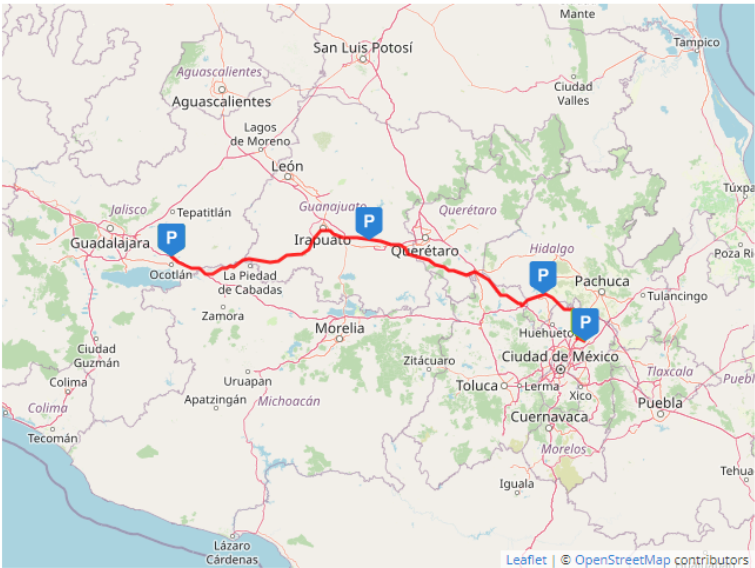 Mante
San Luis Potosí
Tampico
Aguascalientes
Aguascalientes
Ciudad
Valles
Lagos
de Moreno
León
Túxpa
Jalisco
Tepatitlán
Guanajuato
P
Querétaro
P
Guadalajara
Irapuato
Querétaro
Hidalgo
Poza Ri
Ocotlán
La Piedad
de Cabadas
P
Pachuca
Tulancingo
Zamora
P
Morelia
Huehueto
Ciudad
Guzmán
Zitácuaro
Ciudad de México
Tlaxcala
Colima
Uruapan
Toluca
Lerma
Xico
Puebl
Colima
Apatzingán
Michoacán
Puebla
Tecomán
Cuernavaca
Morelos
Tehua
Iguala
Lázaro
Cárdenas
Leaflet | © OpenStreetMap contributors